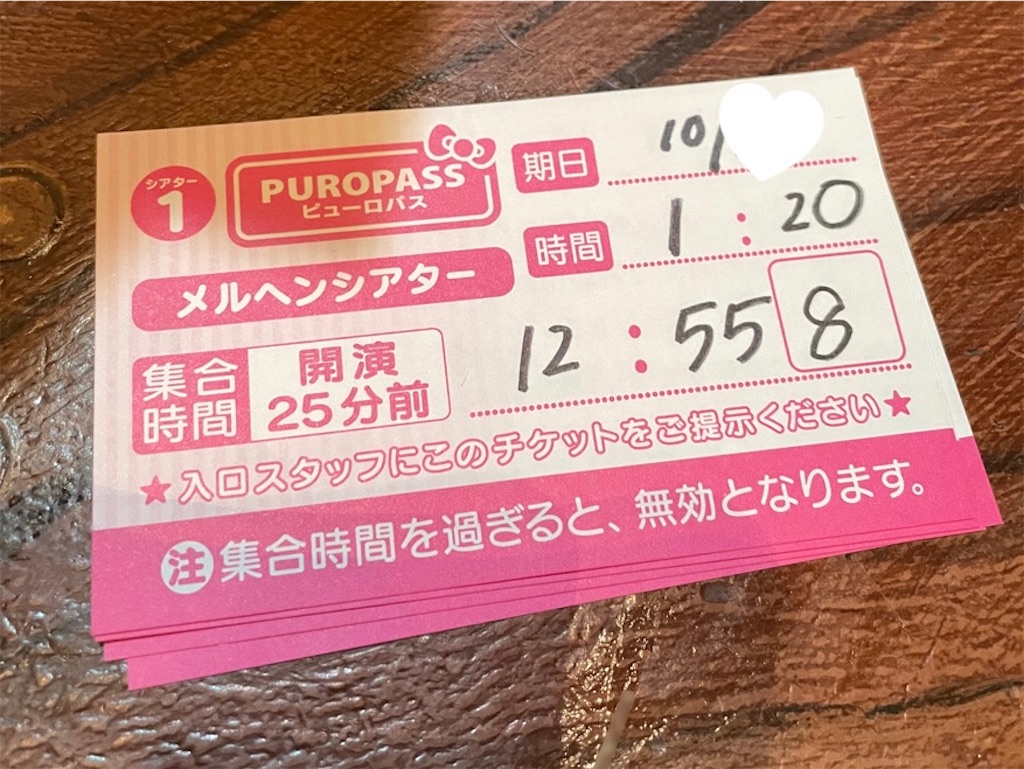 シアター
1
PUROPASS
ピューロパス
期日 10/
時間 1:20
メルヘンシアター
集合時間
開演
25分前
12:55 8
★入口スタッフにこのチケットをご提示ください★
注 集合時間を過ぎると、無効となります。